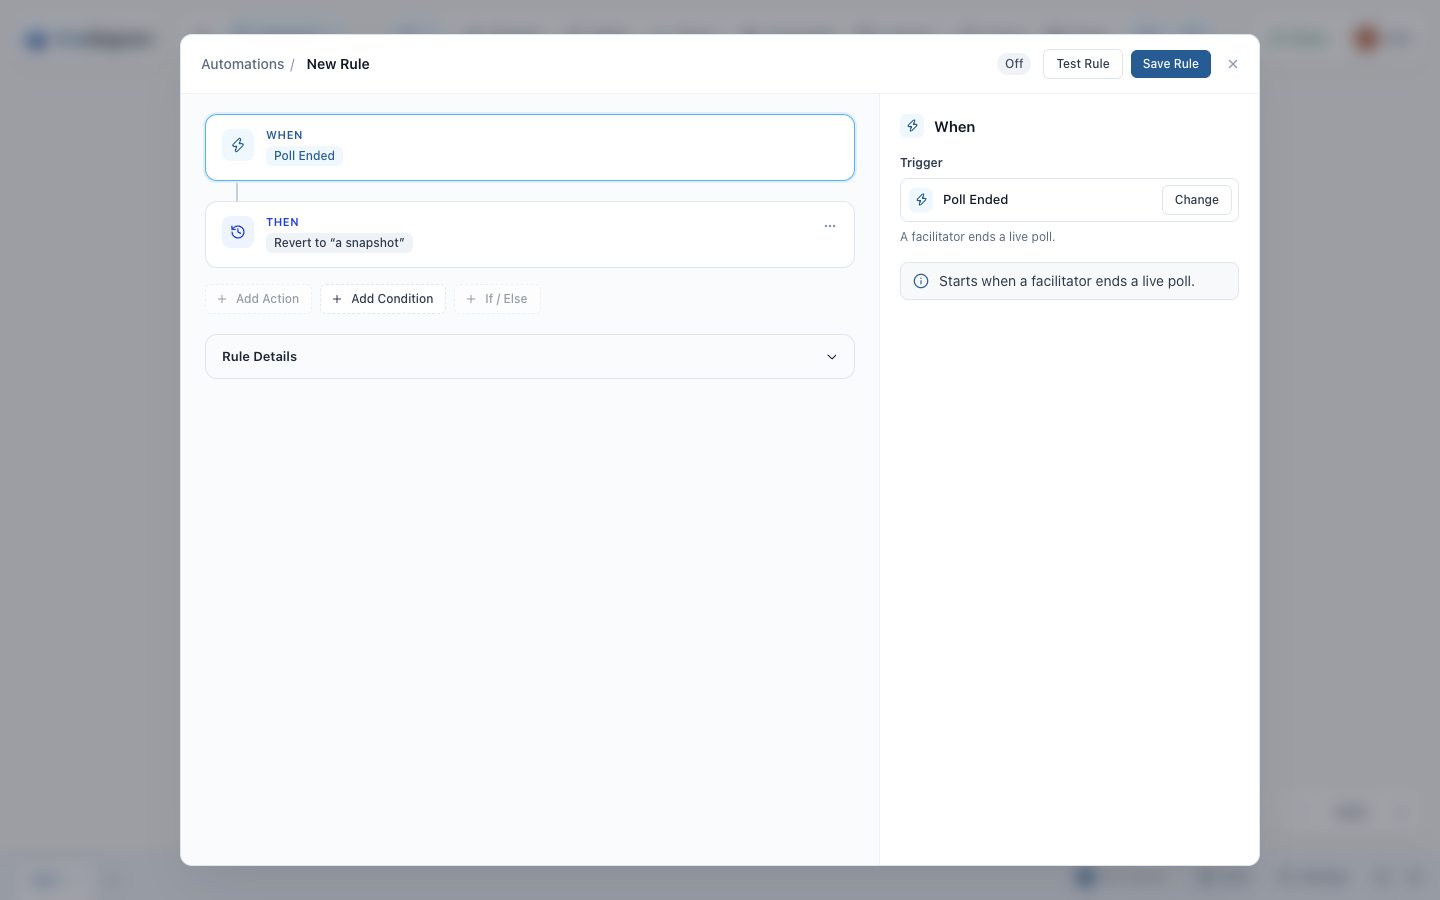 Automations / New Rule
Off
Test Rule
Save Rule
WHEN
Poll Ended
THEN
Revert to “a snapshot”
Add Action
Add Condition
If / Else
Rule Details
When
Trigger
Poll Ended
Change
A facilitator ends a live poll.
Starts when a facilitator ends a live poll.